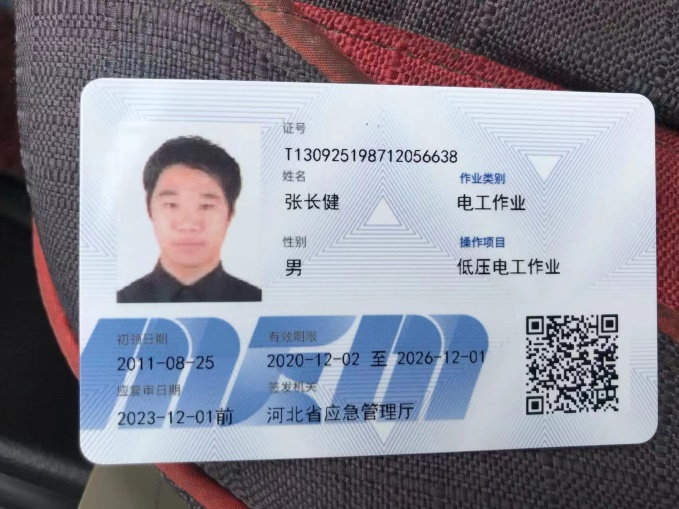 证号
T130925198712056638
姓名 作业类别
张长健 电工作业
性别 操作项目
男 低压电工作业
初领日期 有效期限
2011-08-25 2020-12-02 至 2026-12-01
应复审日期 签发机关
2023-12-01前 河北省应急管理厅